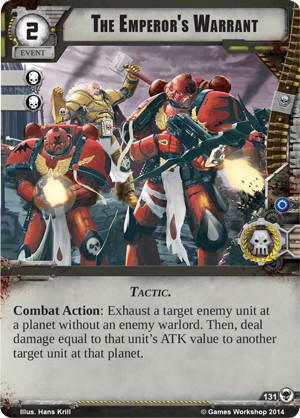 THE EMPEROR'S WARRANT
2
EVENT
TACTIC.
Combat Action: Exhaust a target enemy unit at
a planet without an enemy warlord. Then, deal
damage equal to that unit's ATK value to another
target unit at that planet.
131
Illus. Hans Krill
© Games Workshop 2014